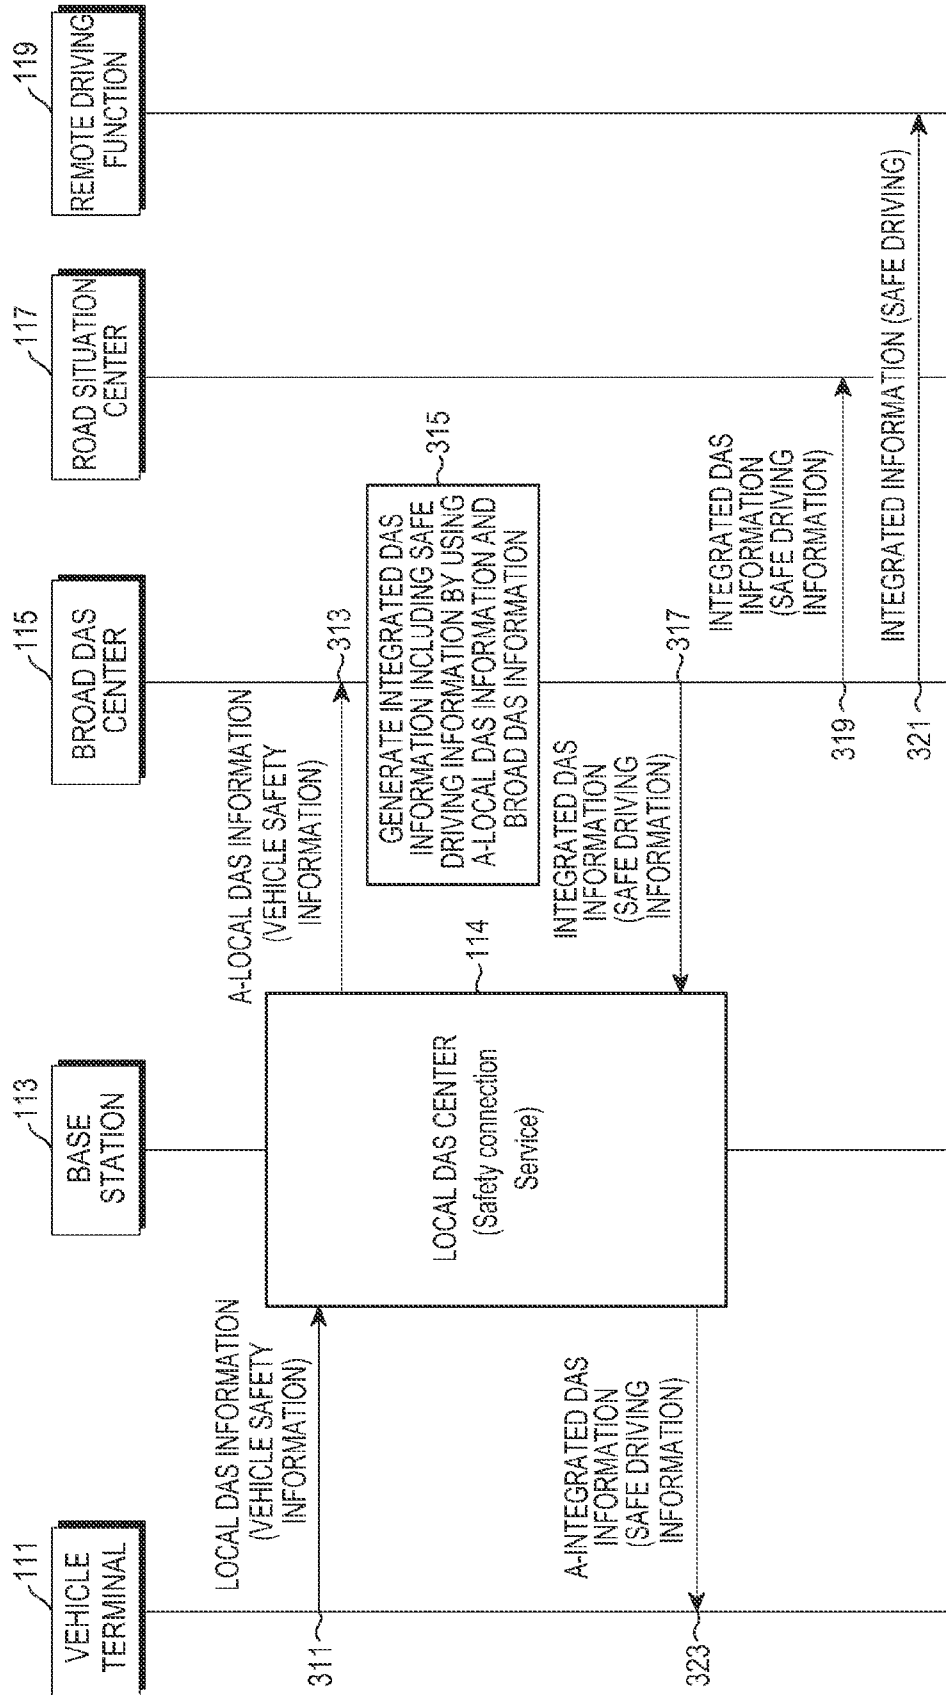 111
VEHICLE
TERMINAL
113
BASE
STATION
115
BROAD DAS
CENTER
117
ROAD SITUATION
CENTER
119
REMOTE DRIVING
FUNCTION
LOCAL DAS INFORMATION
(VEHICLE SAFETY
INFORMATION)
311
A-LOCAL DAS INFORMATION
(VEHICLE SAFETY
INFORMATION)
313
LOCAL DAS CENTER
(Safety connection
Service)
114
GENERATE INTEGRATED DAS
INFORMATION INCLUDING SAFE
DRIVING INFORMATION BY USING
A-LOCAL DAS INFORMATION AND
BROAD DAS INFORMATION
315
INTEGRATED DAS
INFORMATION
(SAFE DRIVING
INFORMATION)
317
A-INTEGRATED DAS
INFORMATION
(SAFE DRIVING
INFORMATION)
323
INTEGRATED DAS
INFORMATION
(SAFE DRIVING
INFORMATION)
319
INTEGRATED INFORMATION (SAFE DRIVING)
321